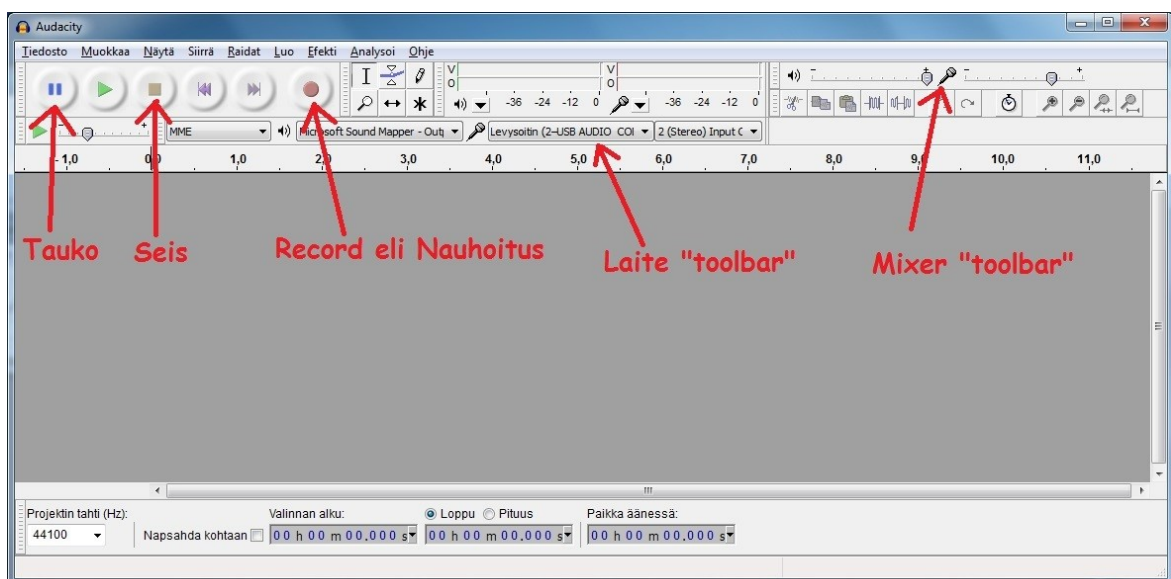 Audacity
Tiedosto Muokkaa Näytä Siirrä Raidat Luo Efekti Analysoi Ohje
-36 -24 -12 0 -36 -24 -12 0
MME Microsoft Sound Mapper - Out Levysoitin (2-USB AUDIO COI 2 (Stereo) Input C
- 1,0 0,0 1,0 2,0 3,0 4,0 5,0 6,0 7,0 8,0 9,0 10,0 11,0
Tauko Seis Record eli Nauhoitus Laite "toolbar" Mixer "toolbar"
Projektin tahti (Hz): Valinnan alku: Loppu Pituus Paikka äänessä:
44100 Napsahda kohtaan 00 h 00 m 00.000 s 00 h 00 m 00.000 s 00 h 00 m 00.000 s